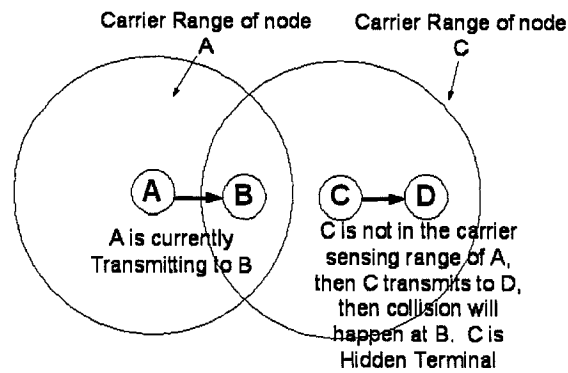 Carrier Range of node
A
Carrier Range of node
C
A
B
C
D
A is currently
Transmitting to B
C is not in the carrier
sensing range of A,
then C transmits to D,
then collision will
happen at B. C is
Hidden Terminal